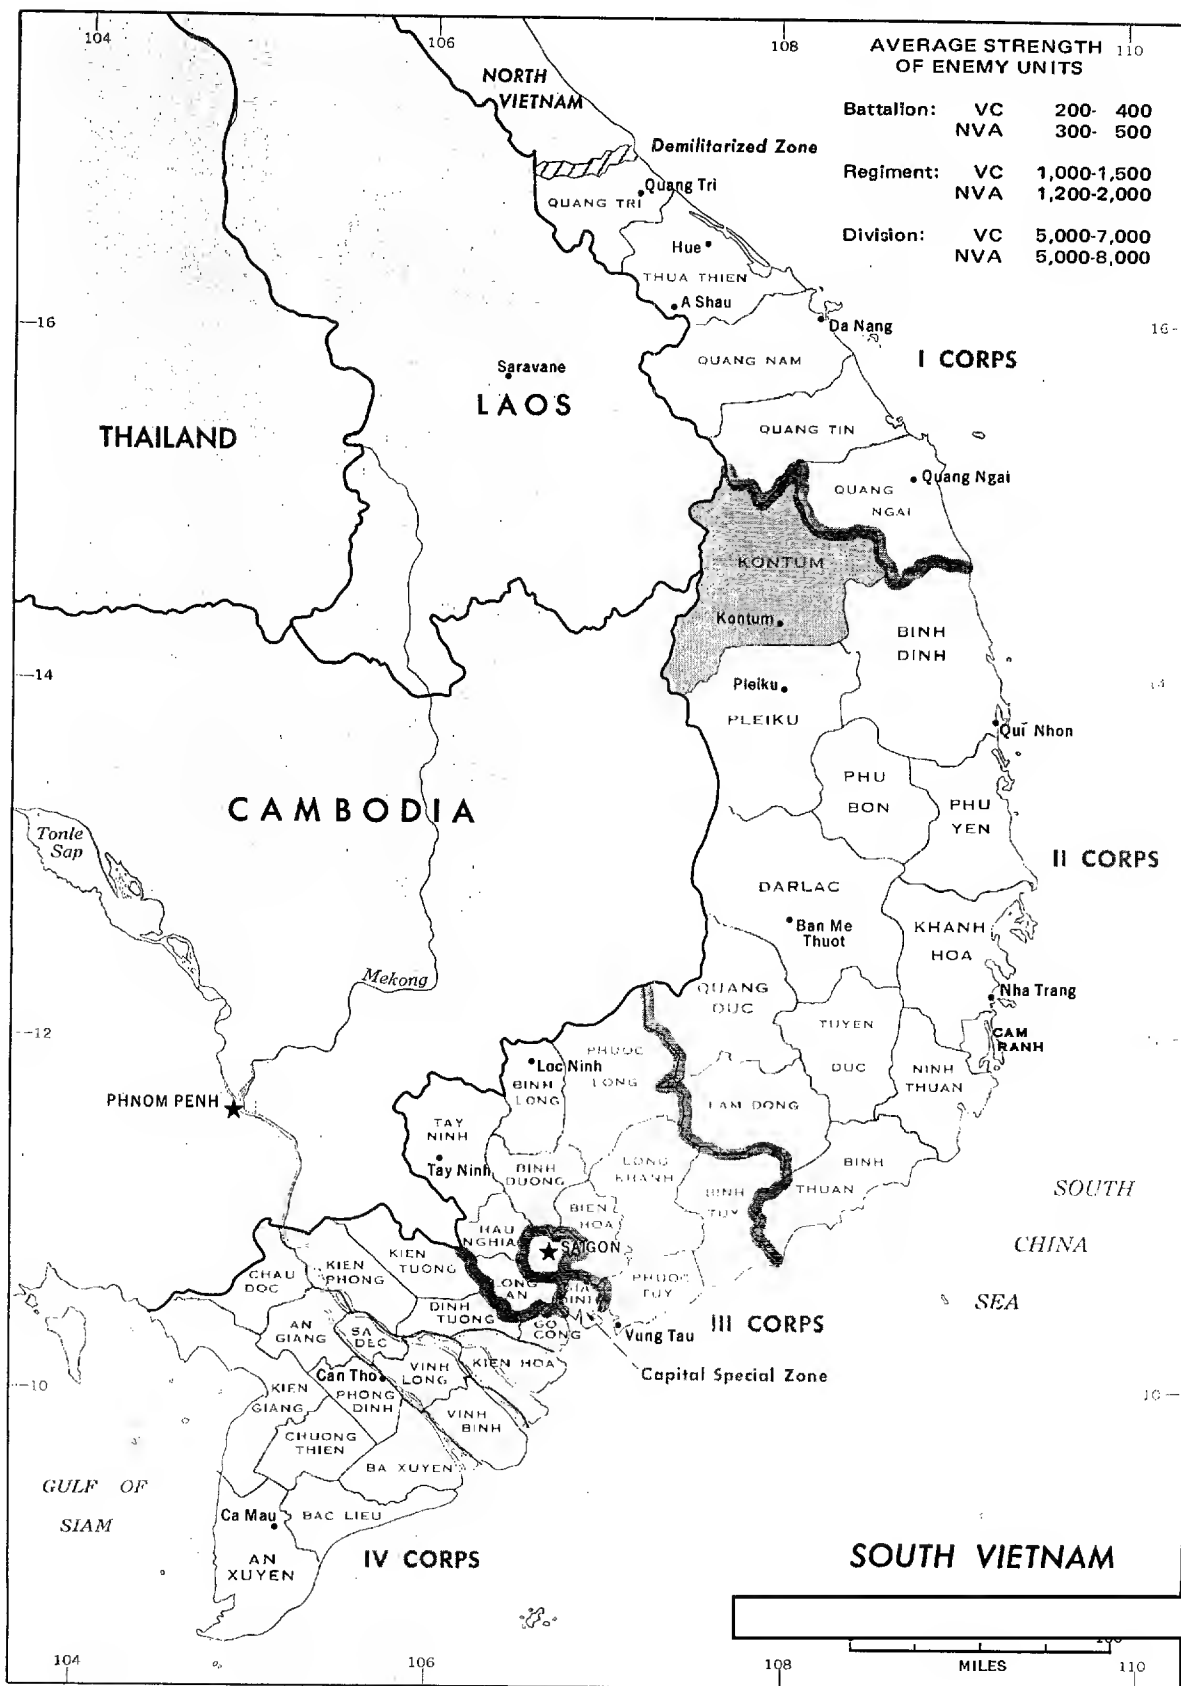 104
106
108
110
AVERAGE STRENGTH
OF ENEMY UNITS
Battalion: VC 200- 400
NVA 300- 500
Regiment: VC 1,000-1,500
NVA 1,200-2,000
Division: VC 5,000-7,000
NVA 5,000-8,000
NORTH
VIETNAM
Demilitarized Zone
Quang Tri
QUANG TRI
Hue
THUA THIEN
A Shau
16
Da Nang
16
QUANG NAM
I CORPS
Saravane
LAOS
THAILAND
QUANG TIN
Quang Ngai
QUANG
NGAI
KONTUM
Kontum
BINH
DINH
14
Pleiku
14
PLEIKU
Qui Nhon
PHU
BON
PHU
YEN
CAMBODIA
Tonle
Sap
II CORPS
DARLAC
Ban Me
Thuot
KHANH
HOA
Mekong
QUANG
DUC
Nha Trang
12
TUYEN
DUC
CAM
RANH
PHUOC
LONG
Loc Ninh
BINH
LONG
NINH
THUAN
PHNOM PENH
LAM DONG
TAY
NINH
Tay Ninh
BINH
DUONG
LONG
KHANH
BINH
THUAN
BINH
TUY
SOUTH
CHINA
SEA
BIEN
HOA
HAU
NGHIA
SAIGON
KIEN
TUONG
KIEN
PHONG
CHAU
DOC
LONG
AN
GIA
DINH
PHUOC
TUY
DINH
TUONG
GO
CONG
AN
GIANG
SA
DEC
Vung Tau
III CORPS
KIEN HOA
VINH
LONG
Capital Special Zone
10
Can Tho
PHONG
DINH
10
KIEN
GIANG
VINH
BINH
CHUONG
THIEN
BA XUYEN
GULF OF
SIAM
Ca Mau
BAC LIEU
AN
XUYEN
IV CORPS
SOUTH VIETNAM
MILES
104
106
108
110